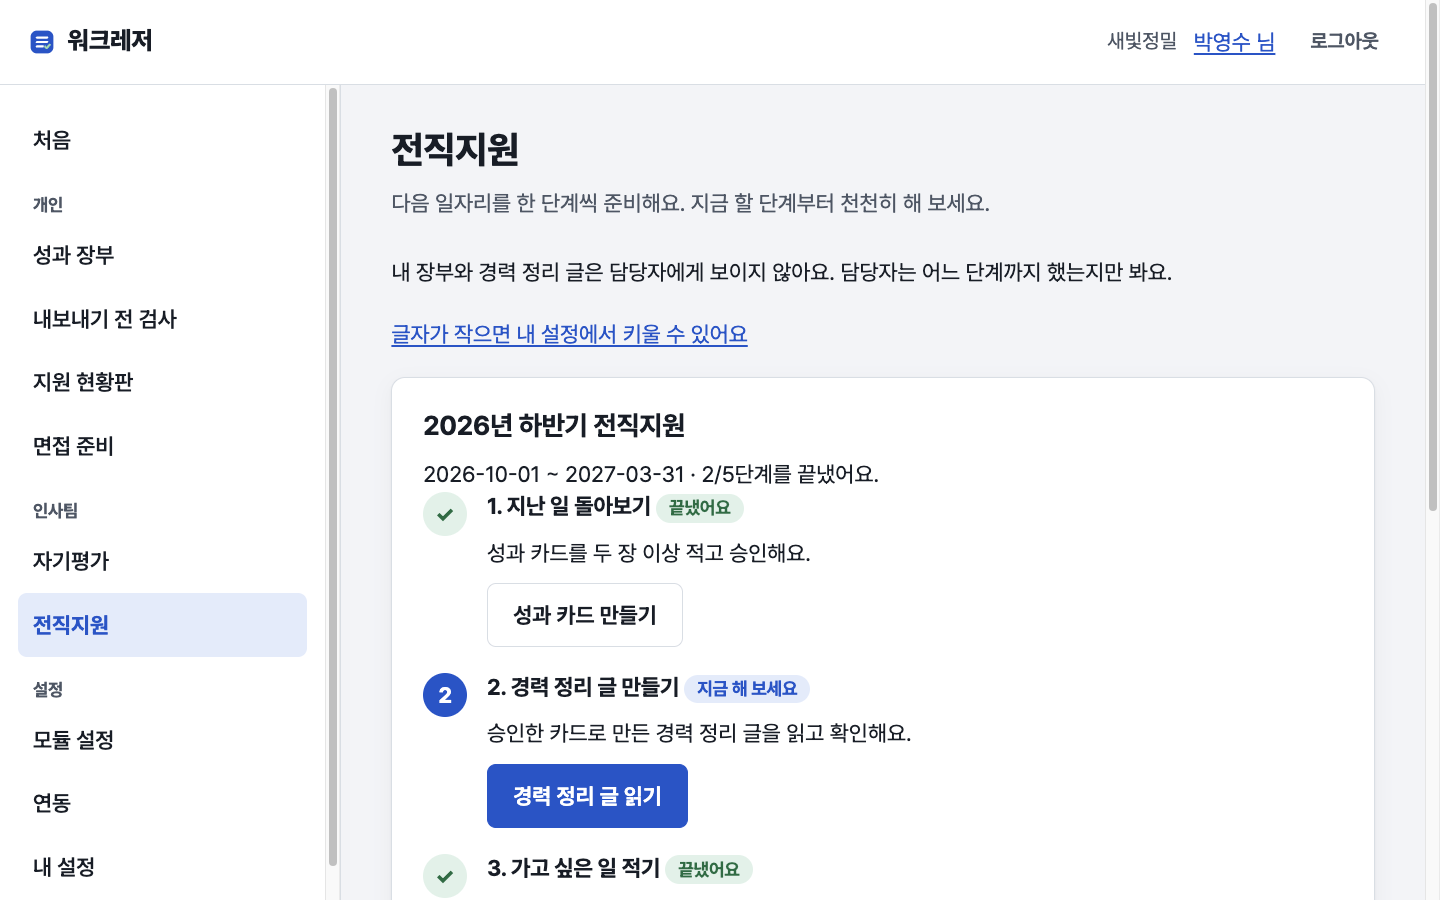 워크레저
새빛정밀 박영수 님 로그아웃
처음
개인
성과 장부
내보내기 전 검사
지원 현황판
면접 준비
인사팀
자기평가
전직지원
설정
모듈 설정
연동
내 설정
전직지원
다음 일자리를 한 단계씩 준비해요. 지금 할 단계부터 천천히 해 보세요.
내 장부와 경력 정리 글은 담당자에게 보이지 않아요. 담당자는 어느 단계까지 했는지만 봐요.
글자가 작으면 내 설정에서 키울 수 있어요
2026년 하반기 전직지원
2026-10-01 ~ 2027-03-31 · 2/5단계를 끝냈어요.
1. 지난 일 돌아보기 끝냈어요
성과 카드를 두 장 이상 적고 승인해요.
성과 카드 만들기
2 2. 경력 정리 글 만들기 지금 해 보세요
승인한 카드로 만든 경력 정리 글을 읽고 확인해요.
경력 정리 글 읽기
3. 가고 싶은 일 적기 끝냈어요